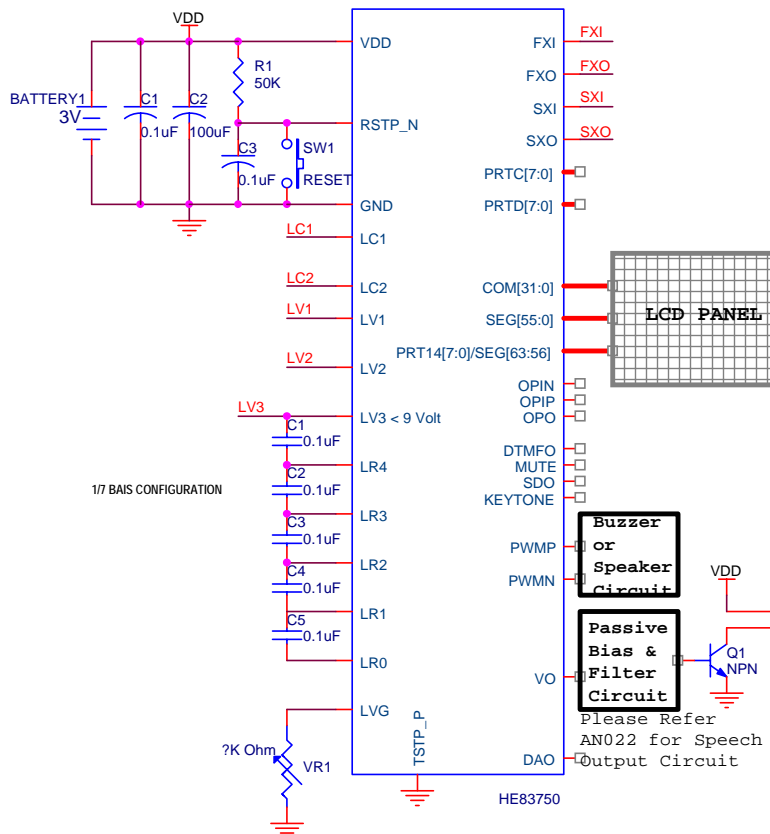 VDD
BATTERY1
3V
C1
0.1uF
C2
100uF
R1
50K
C3
0.1uF
SW1
RESET
LC1
LC2
LV1
LV2
LV3
C1
0.1uF
C2
0.1uF
C3
0.1uF
C4
0.1uF
C5
0.1uF
1/7 BAIS CONFIGURATION
?K Ohm
VR1
VDD
RSTP_N
GND
LC1
LC2
LV1
LV2
LV3 < 9 Volt
LR4
LR3
LR2
LR1
LR0
LVG
TSTP_P
FXI
FXO
SXI
SXO
PRTC[7:0]
PRTD[7:0]
COM[31:0]
SEG[55:0]
PRT14[7:0]/SEG[63:56]
OPIN
OPIP
OPO
DTMFO
MUTE
SDO
KEYTONE
PWMP
PWMN
VO
DAO
HE83750
FXI
FXO
SXI
SXO
LCD PANEL
Buzzer
or
Speaker
Circuit
Passive
Bias &
Filter
Circuit
VDD
Q1
NPN
Please Refer
AN022 for Speech
Output Circuit